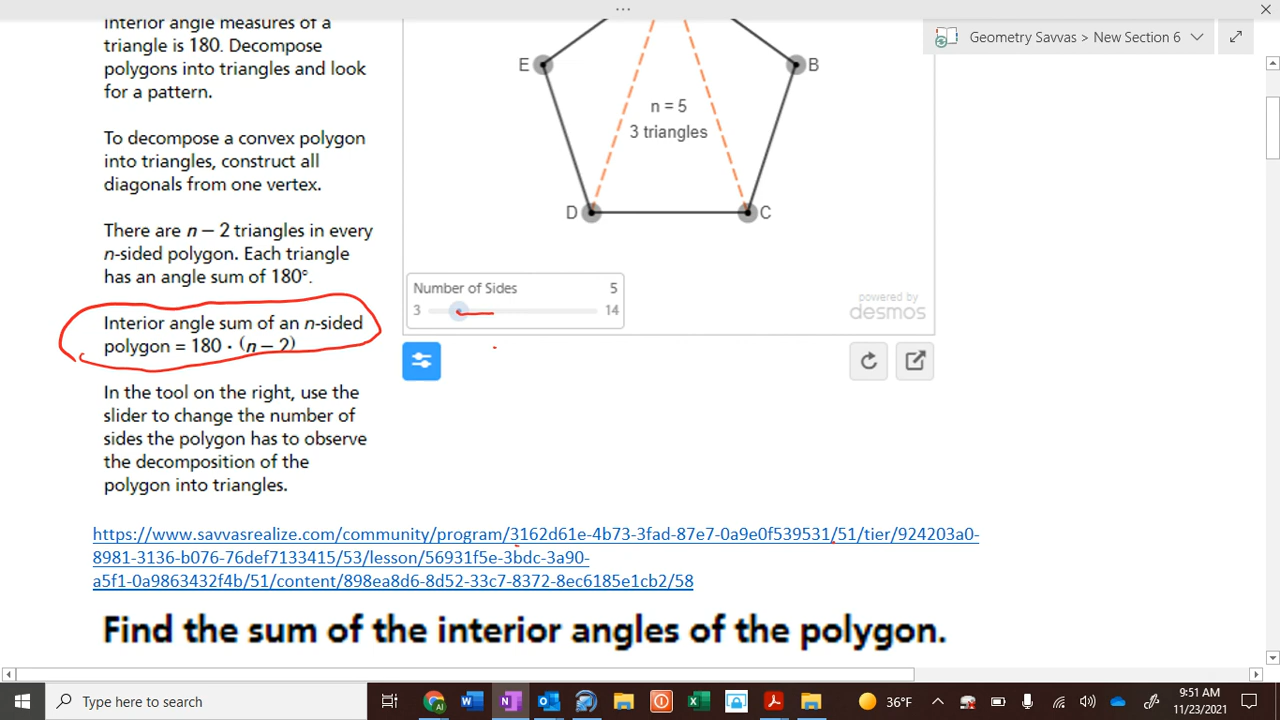 Geometry Savvas > New Section 6
Interior angle measures of a
triangle is 180. Decompose
polygons into triangles and look
for a pattern.
To decompose a convex polygon
into triangles, construct all
diagonals from one vertex.
There are n – 2 triangles in every
n-sided polygon. Each triangle
has an angle sum of 180°.
Interior angle sum of an n-sided
polygon = 180 · (n – 2)
In the tool on the right, use the
slider to change the number of
sides the polygon has to observe
the decomposition of the
polygon into triangles.
E
B
n = 5
3 triangles
D
C
Number of Sides 5
3 14
powered by
desmos
https://www.savvasrealize.com/community/program/3162d61e-4b73-3fad-87e7-0a9e0f539531/51/tier/924203a0-
8981-3136-b076-76def7133415/53/lesson/56931f5e-3bdc-3a90-
a5f1-0a9863432f4b/51/content/898ea8d6-8d52-33c7-8372-8ec6185e1cb2/58
Find the sum of the interior angles of the polygon.
Type here to search
36°F
9:51 AM
11/23/2021